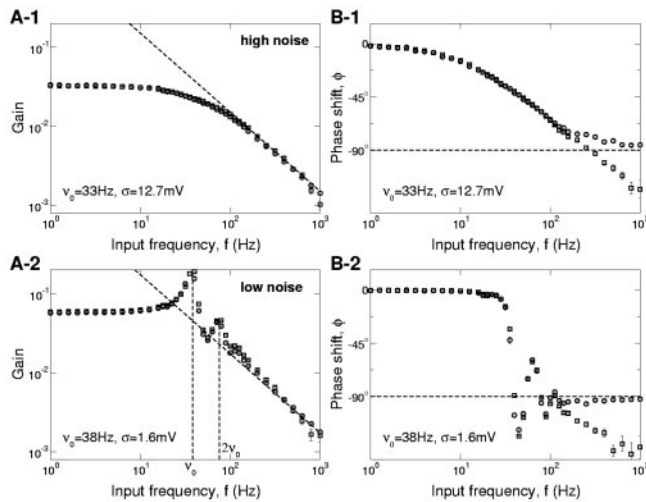 A-1
high noise
Gain
10⁻¹
10⁻²
10⁻³
ν₀=33Hz, σ=12.7mV
10⁰ 10¹ 10² 10³
Input frequency, f (Hz)
B-1
Phase shift, ϕ
0
-45°
-90°
ν₀=33Hz, σ=12.7mV
10⁰ 10¹ 10² 10³
Input frequency, f (Hz)
A-2
low noise
Gain
10⁻¹
10⁻²
10⁻³
ν₀=38Hz, σ=1.6mV
2ν₀
10⁰ 10¹ ν₀ 10² 10³
Input frequency, f (Hz)
B-2
Phase shift, ϕ
0
-45°
-90°
ν₀=38Hz, σ=1.6mV
10⁰ 10¹ 10² 10³
Input frequency, f (Hz)